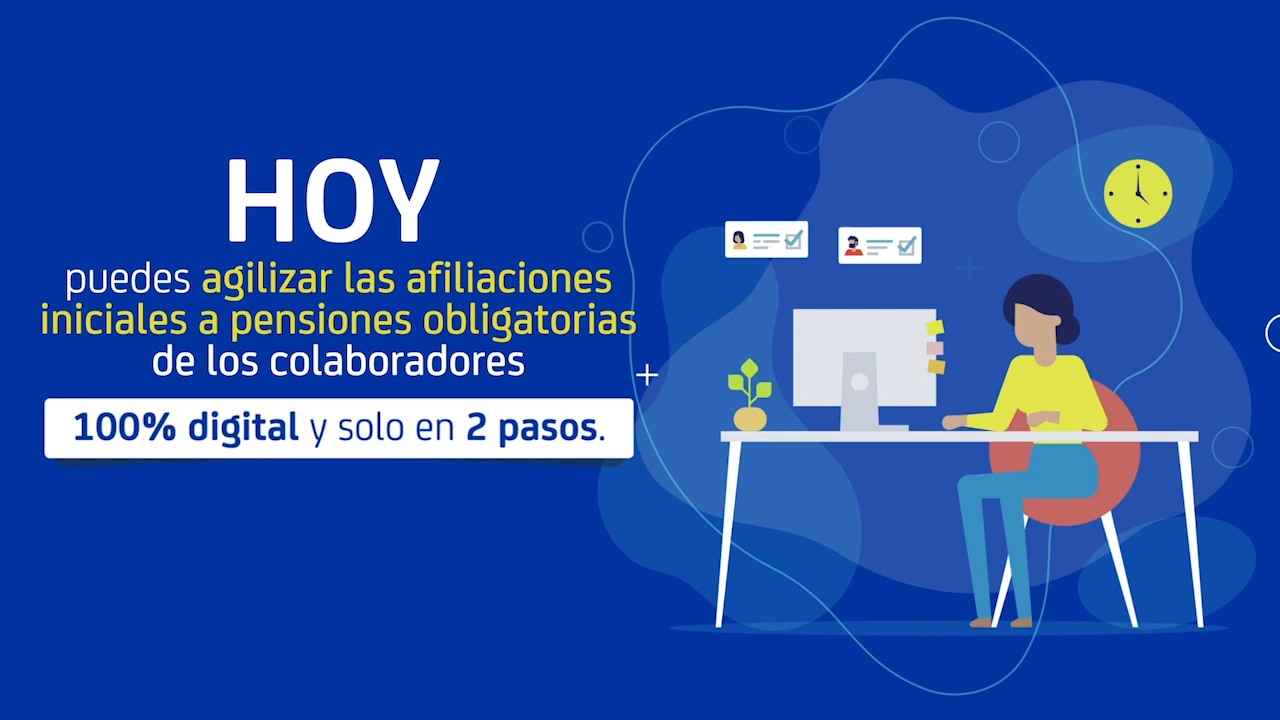 HOY
puedes agilizar las afiliaciones
iniciales a pensiones obligatorias
de los colaboradores
100% digital y solo en 2 pasos.